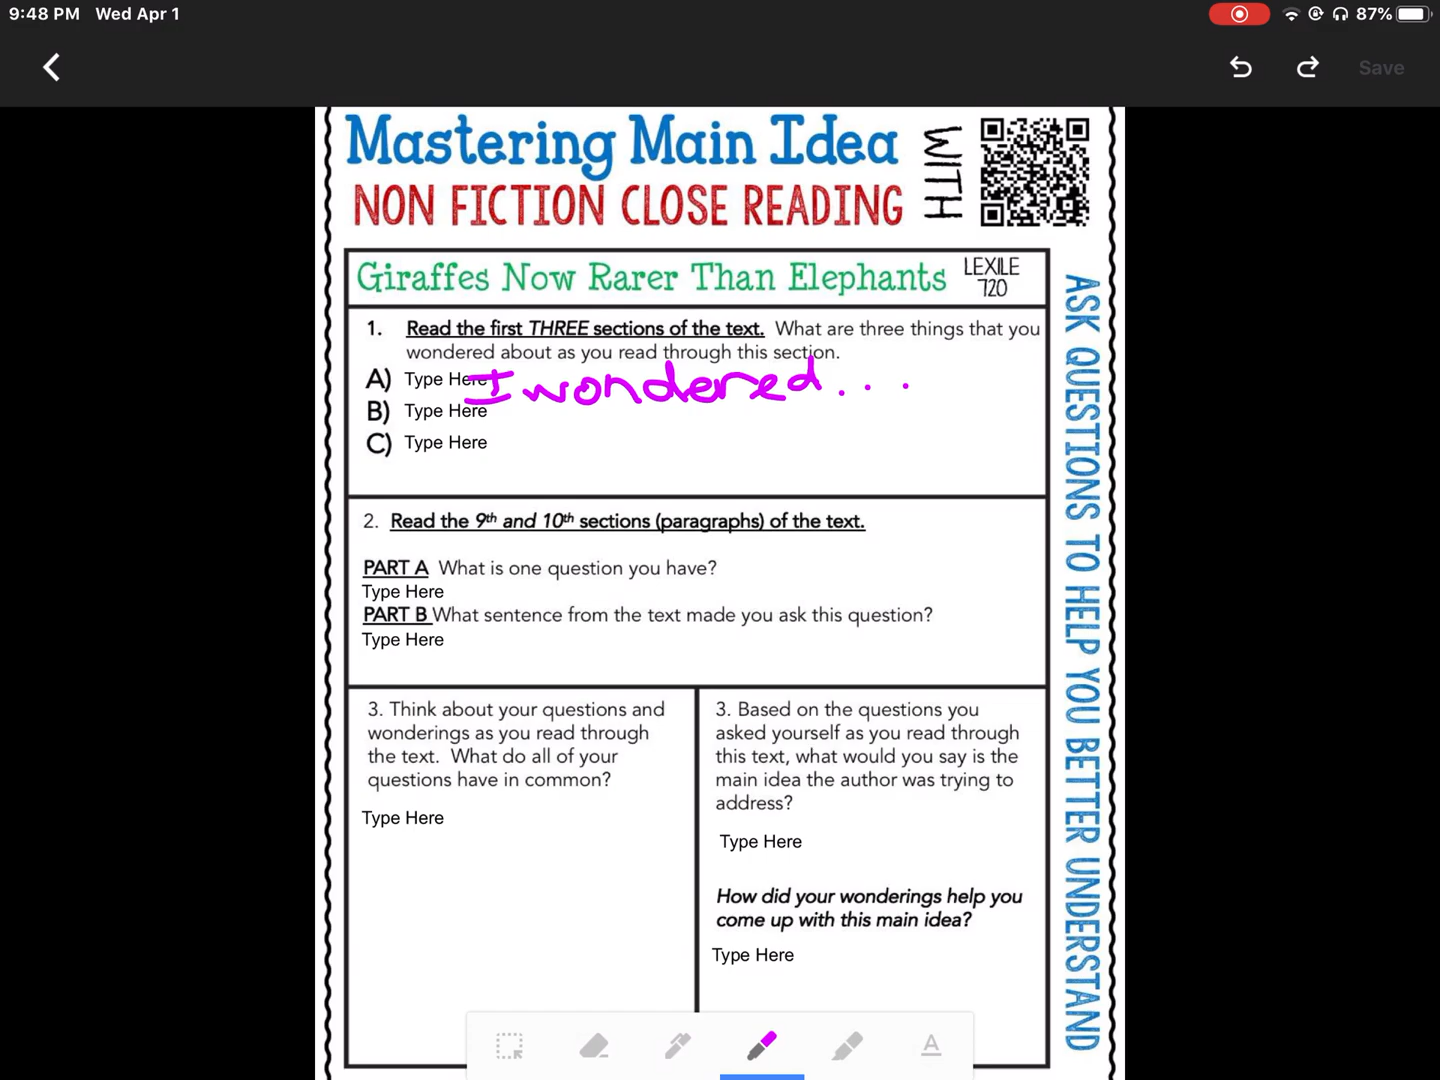 9:48 PM Wed Apr 1
87%
Save
Mastering Main Idea
WITH
NON FICTION CLOSE READING
Giraffes Now Rarer Than Elephants
LEXILE
720
1. Read the first THREE sections of the text. What are three things that you
wondered about as you read through this section.
A) Type Here
I wondered...
B) Type Here
C) Type Here
2. Read the 9th and 10th sections (paragraphs) of the text.
PART A What is one question you have?
Type Here
PART B What sentence from the text made you ask this question?
Type Here
3. Think about your questions and
wonderings as you read through
the text. What do all of your
questions have in common?
Type Here
3. Based on the questions you
asked yourself as you read through
this text, what would you say is the
main idea the author was trying to
address?
Type Here
How did your wonderings help you
come up with this main idea?
Type Here
ASK QUESTIONS TO HELP YOU BETTER UNDERSTAND
A